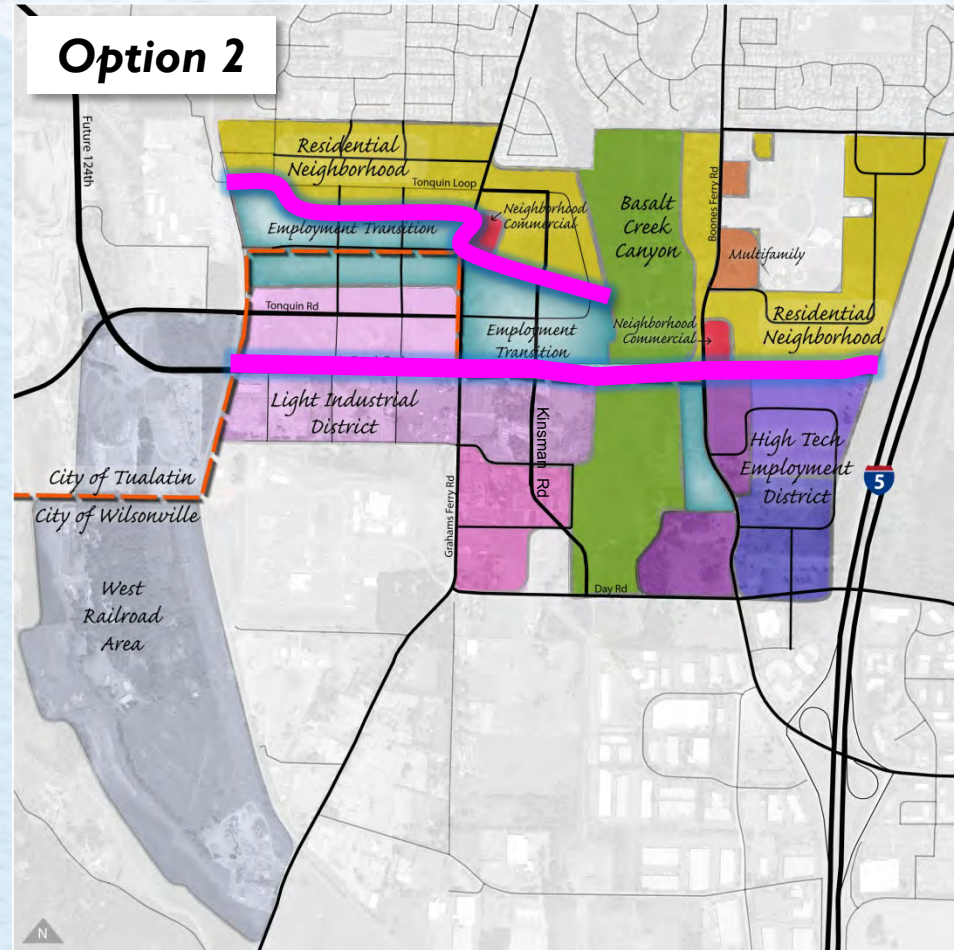 Option 2
Future 124th
Residential
Neighborhood
Tonquin Loop
Neighborhood
Commercial
Employment Transition
Basalt
Creek
Canyon
Boones Ferry Rd
Multifamily
Tonquin Rd
Employment
Transition
Neighborhood
Commercial
Residential
Neighborhood
Light Industrial
District
Kinsman Rd
High Tech
Employment
District
5
City of Tualatin
City of Wilsonville
Grahams Ferry Rd
West
Railroad
Area
Day Rd
N